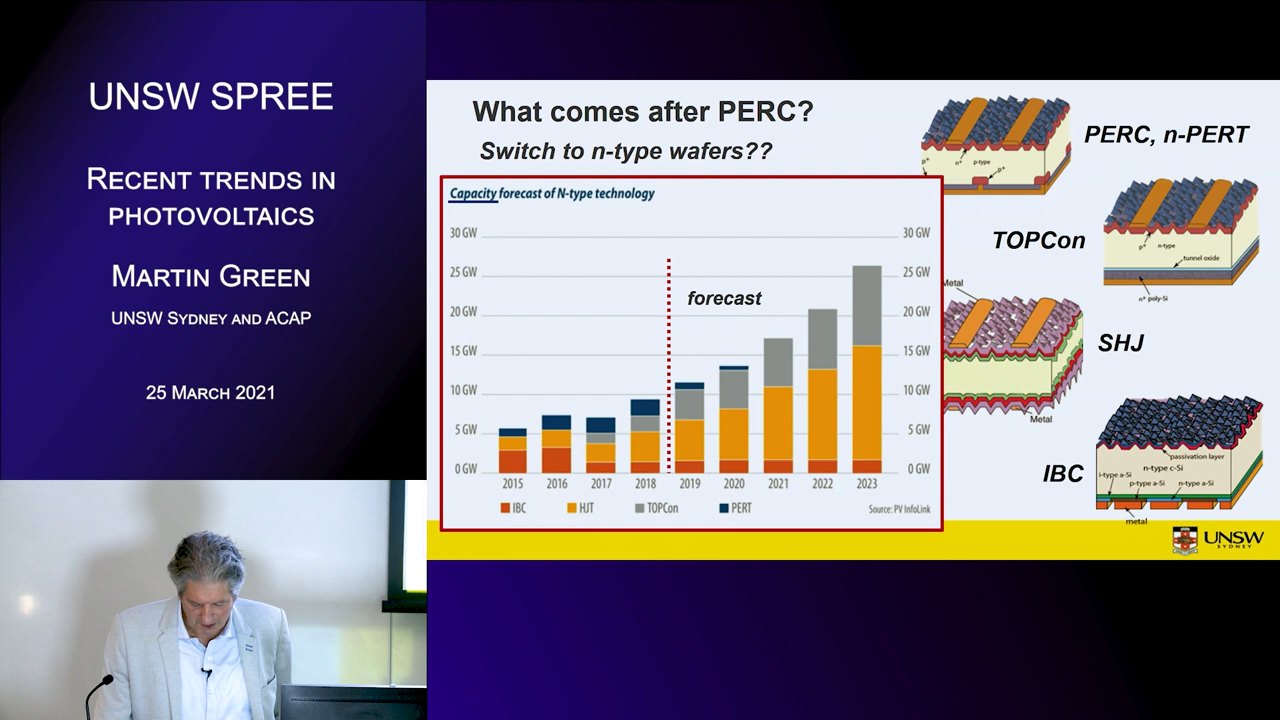 UNSW SPREE
RECENT TRENDS IN
PHOTOVOLTAICS
MARTIN GREEN
UNSW SYDNEY AND ACAP
25 MARCH 2021
What comes after PERC?
Switch to n-type wafers??
Capacity forecast of N-type technology
30 GW 30 GW
25 GW 25 GW
forecast
20 GW 20 GW
15 GW 15 GW
10 GW 10 GW
5 GW 5 GW
0 GW 0 GW
2015 2016 2017 2018 2019 2020 2021 2022 2023
IBC HJT TOPCon PERT Source: PV InfoLink
PERC, n-PERT
p+ n+ p-type p+
TOPCon
p+ n-type
tunnel oxide
n+ poly-Si
Metal
SHJ
Metal
IBC
passivation layer
n-type c-Si
i-type a-Si p-type a-Si n-type a-Si
metal
UNSW
SYDNEY